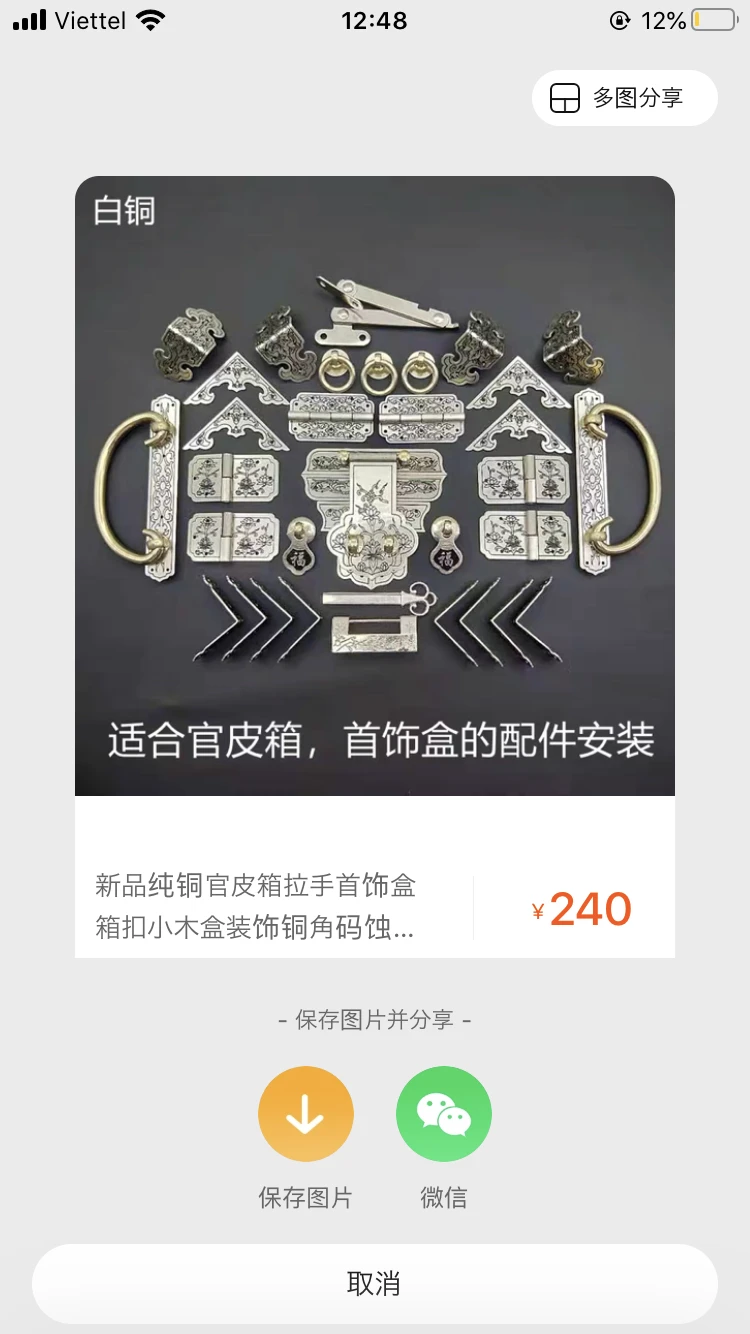 Viettel
12:48
12%
多图分享
白铜
福
福
适合官皮箱，首饰盒的配件安装
新品纯铜官皮箱拉手首饰盒
箱扣小木盒装饰铜角码蚀...
¥240
- 保存图片并分享 -
保存图片
微信
取消